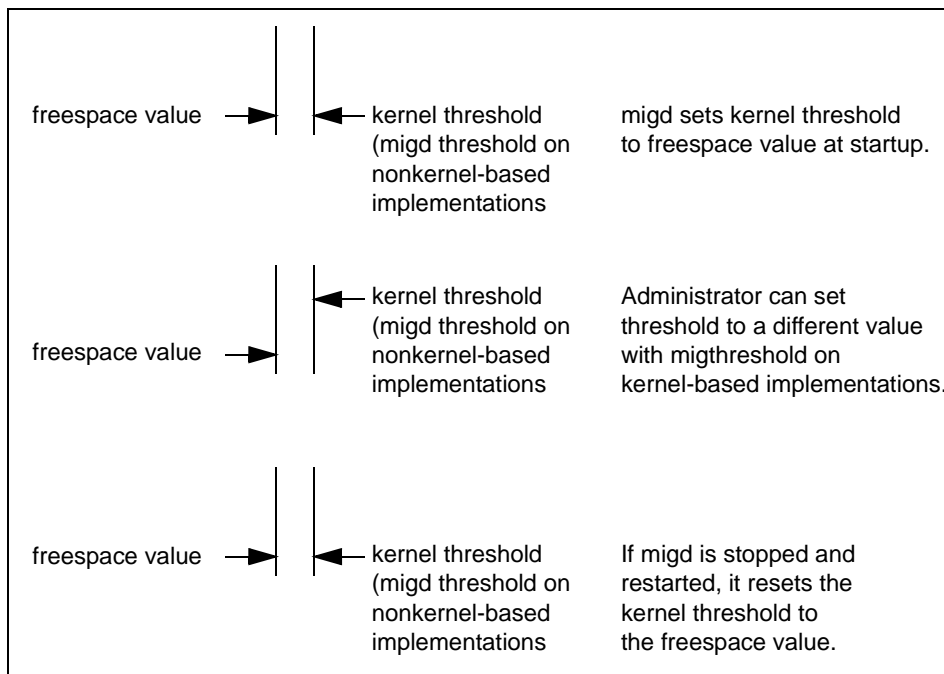 freespace value
kernel threshold
(migd threshold on
nonkernel-based
implementations
migd sets kernel threshold
to freespace value at startup.
kernel threshold
(migd threshold on
nonkernel-based
implementations
freespace value
Administrator can set
threshold to a different value
with migthreshold on
kernel-based implementations.
freespace value
kernel threshold
(migd threshold on
nonkernel-based
implementations
If migd is stopped and
restarted, it resets the
kernel threshold to
the freespace value.